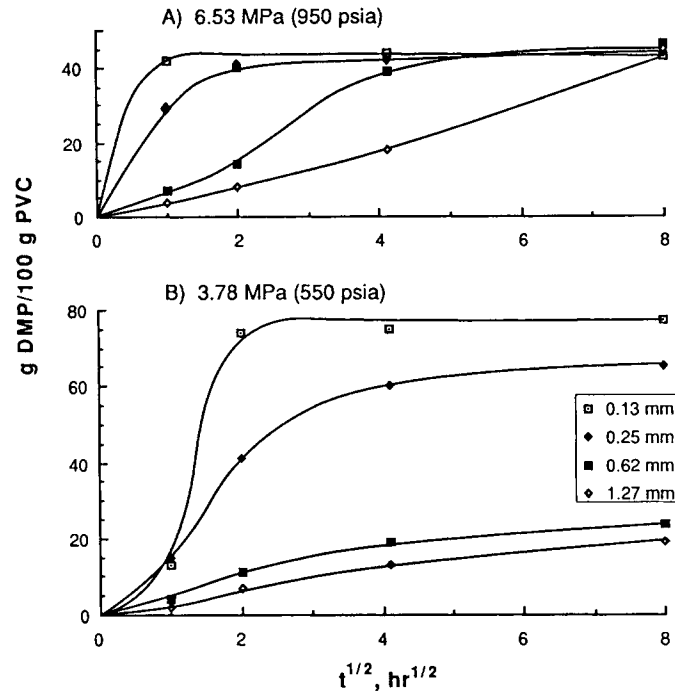 A) 6.53 MPa (950 psia)
40
20
0
0
2
4
6
8
g DMP/100 g PVC
B) 3.78 MPa (550 psia)
80
60
40
20
0
0.13 mm
0.25 mm
0.62 mm
1.27 mm
0
2
4
6
8
t^{1/2}, hr^{1/2}